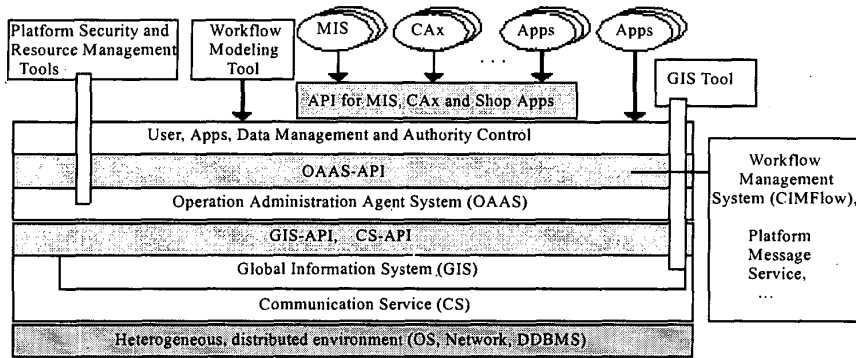 Platform Security and
Resource Management
Tools
Workflow
Modeling
Tool
MIS
CAx
...
Apps
Apps
GIS Tool
API for MIS, CAx and Shop Apps
User, Apps, Data Management and Authority Control
OAAS-API
Operation Administration Agent System (OAAS)
GIS-API, CS-API
Global Information System (GIS)
Communication Service (CS)
Heterogeneous, distributed environment (OS, Network, DDBMS)
Workflow
Management
System (CIMFlow),
Platform
Message
Service,
...